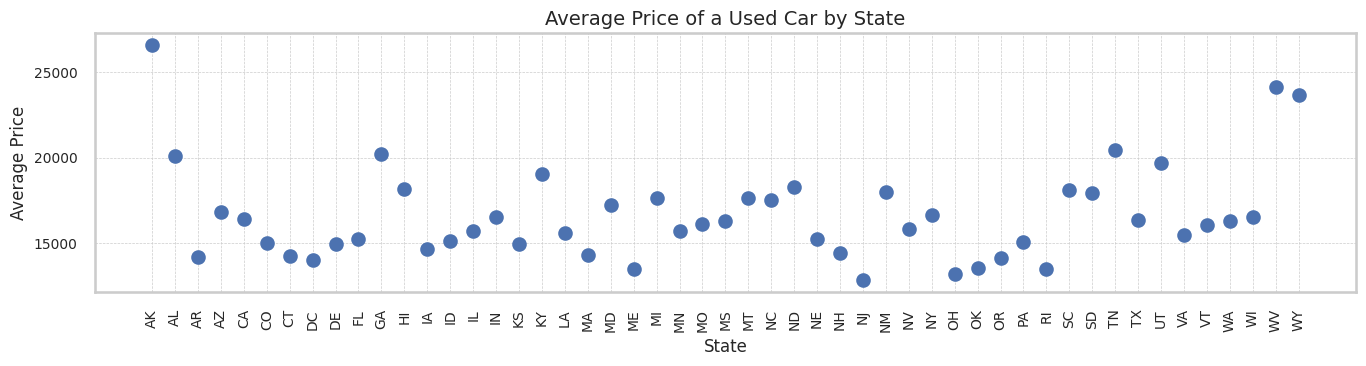 Average Price of a Used Car by State
Average Price
25000
20000
15000
AK AL AR AZ CA CO CT DC DE FL GA HI IA ID IL IN KS KY LA MA MD ME MI MN MO MS MT NC ND NE NH NJ NM NV NY OH OK OR PA RI SC SD TN TX UT VA VT WA WI WV WY
State